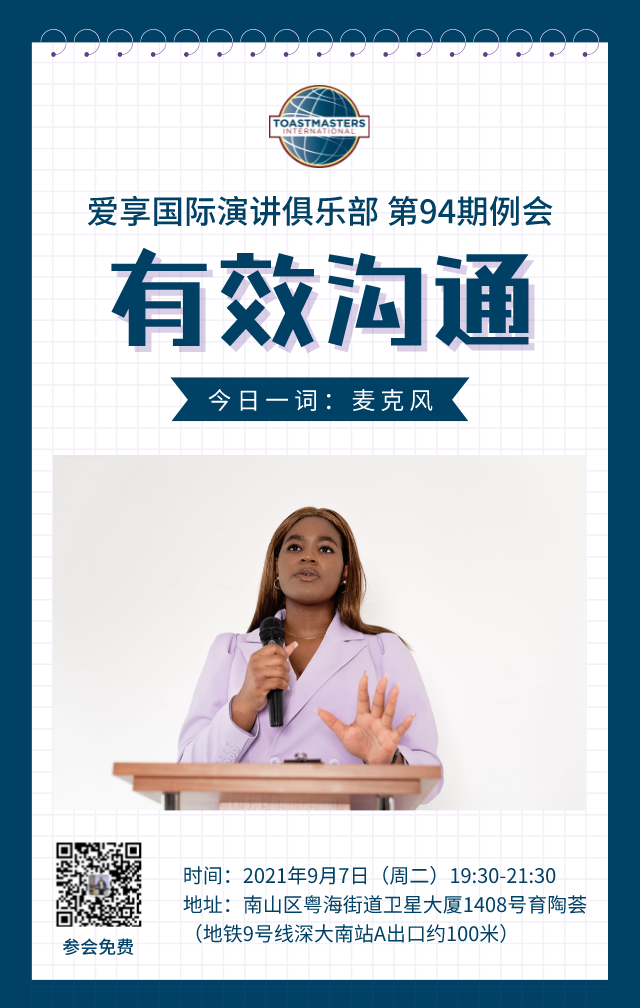 TOASTMASTERS
INTERNATIONAL
爱享国际演讲俱乐部 第94期例会
有效沟通
今日一词：麦克风
时间：2021年9月7日（周二）19:30-21:30
地址：南山区粤海街道卫星大厦1408号育陶荟
（地铁9号线深大南站A出口约100米）
参会免费